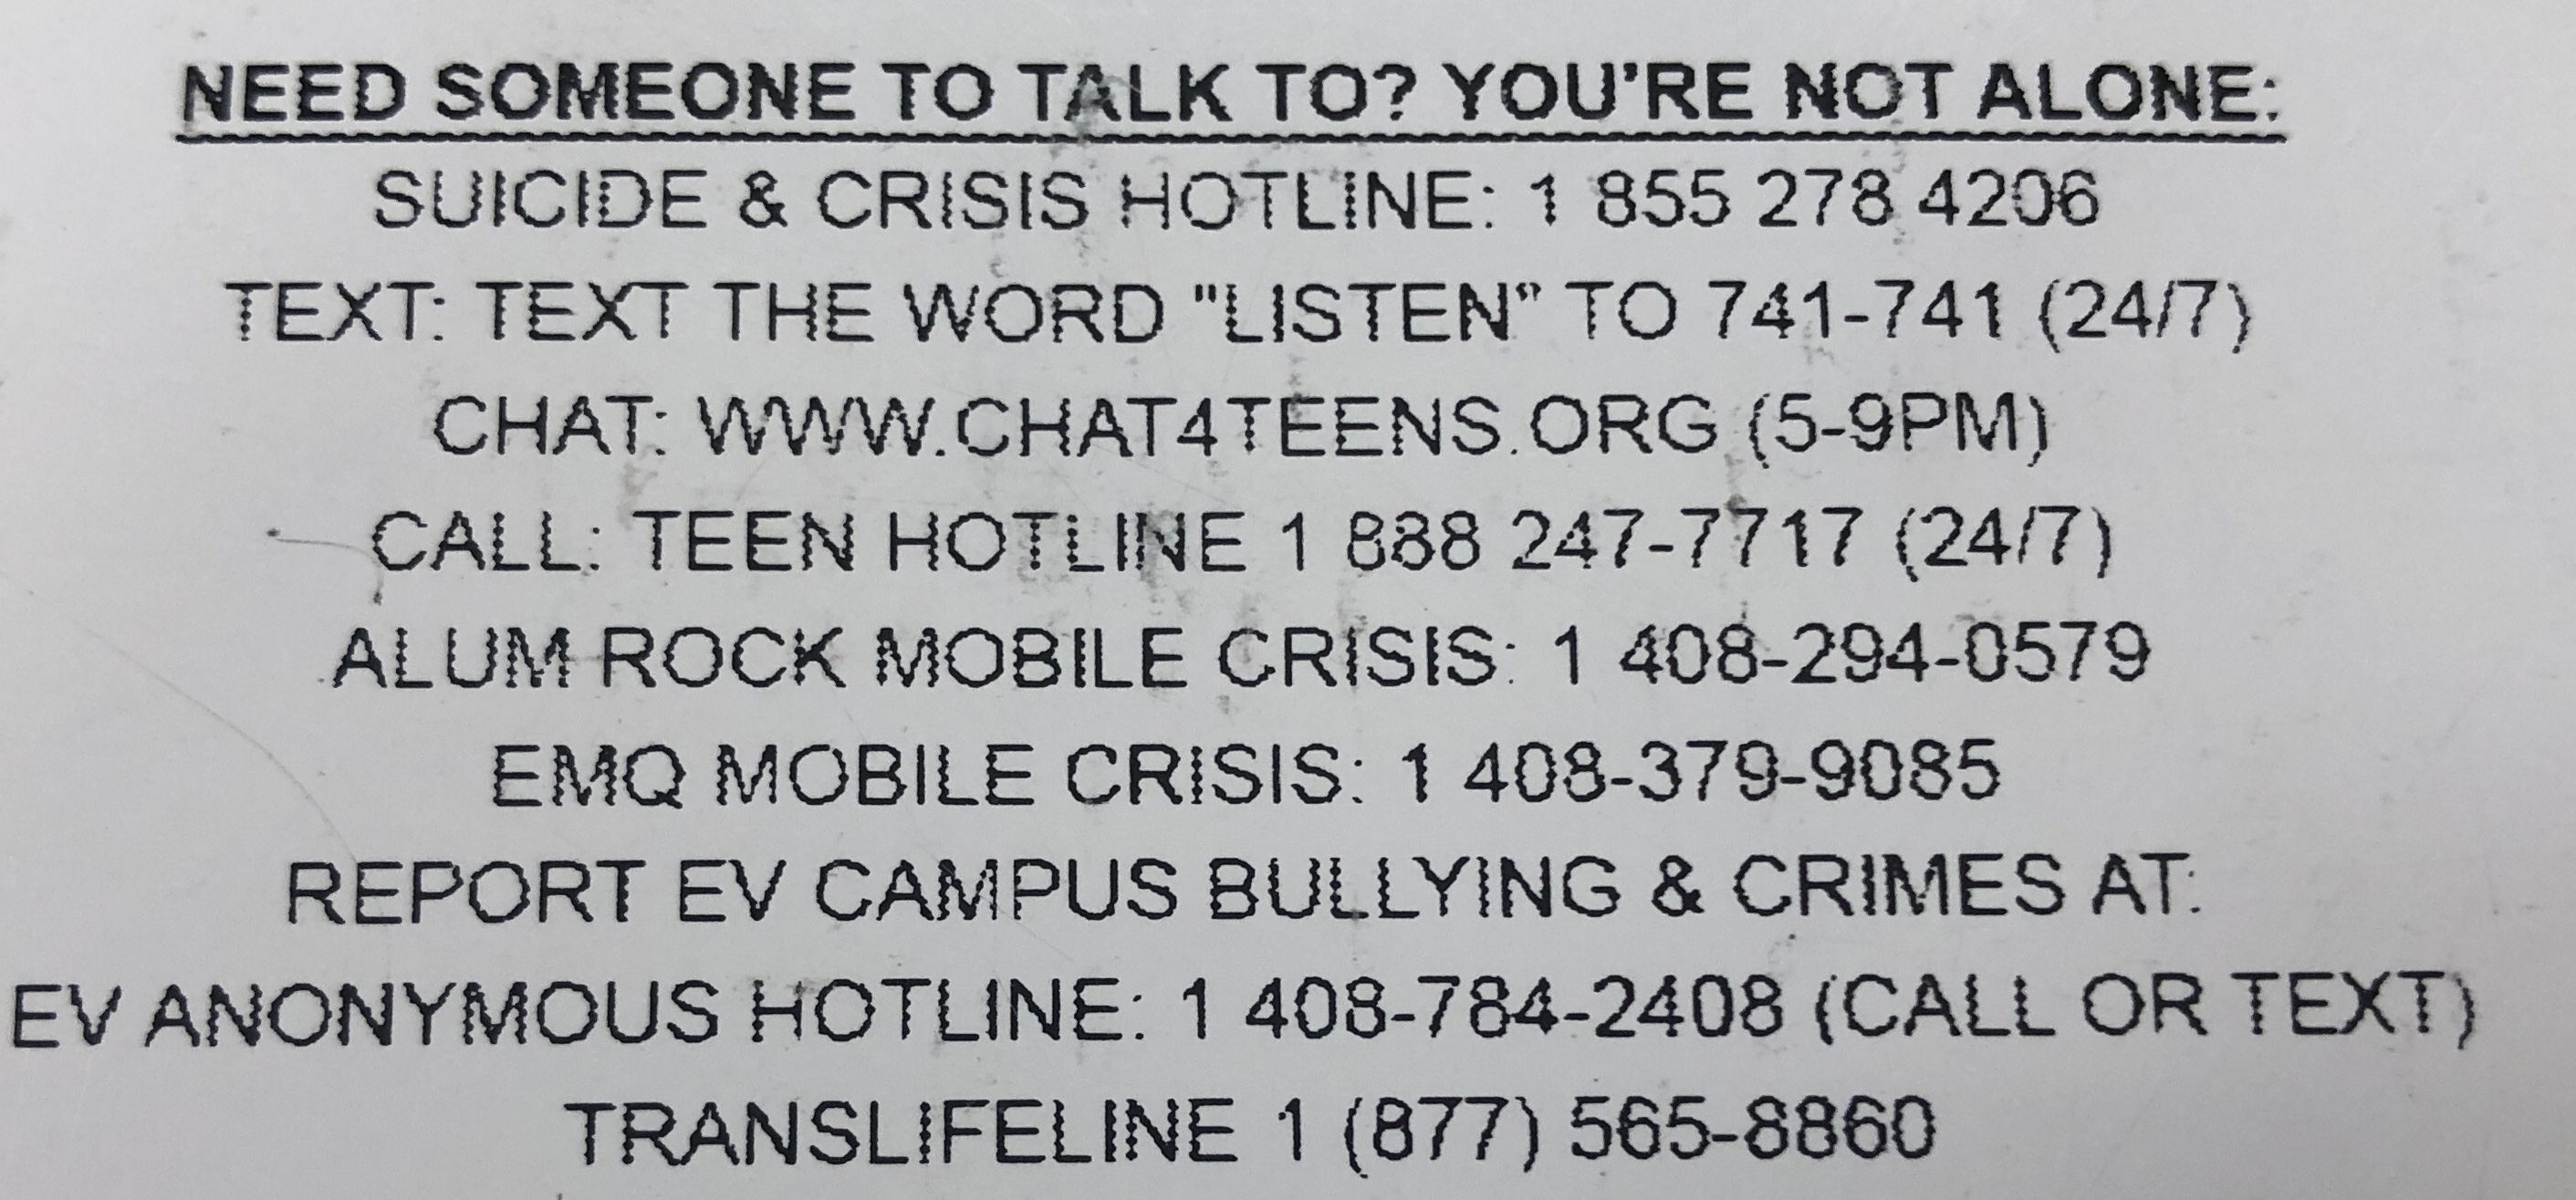 NEED SOMEONE TO TALK TO? YOU'RE NOT ALONE:
SUICIDE & CRISIS HOTLINE: 1 855 278 4206
TEXT: TEXT THE WORD "LISTEN" TO 741-741 (24/7)
CHAT: WWW.CHAT4TEENS.ORG (5-9PM)
CALL: TEEN HOTLINE 1 888 247-7717 (24/7)
ALUM ROCK MOBILE CRISIS: 1 408-294-0579
EMQ MOBILE CRISIS: 1 408-379-9085
REPORT EV CAMPUS BULLYING & CRIMES AT:
EV ANONYMOUS HOTLINE: 1 408-784-2408 (CALL OR TEXT)
TRANSLIFELINE 1 (877) 565-8860